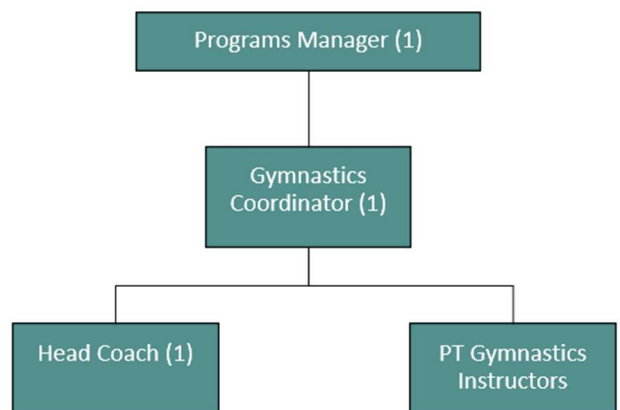 Programs Manager (1)
Gymnastics
Coordinator (1)
Head Coach (1)
PT Gymnastics
Instructors